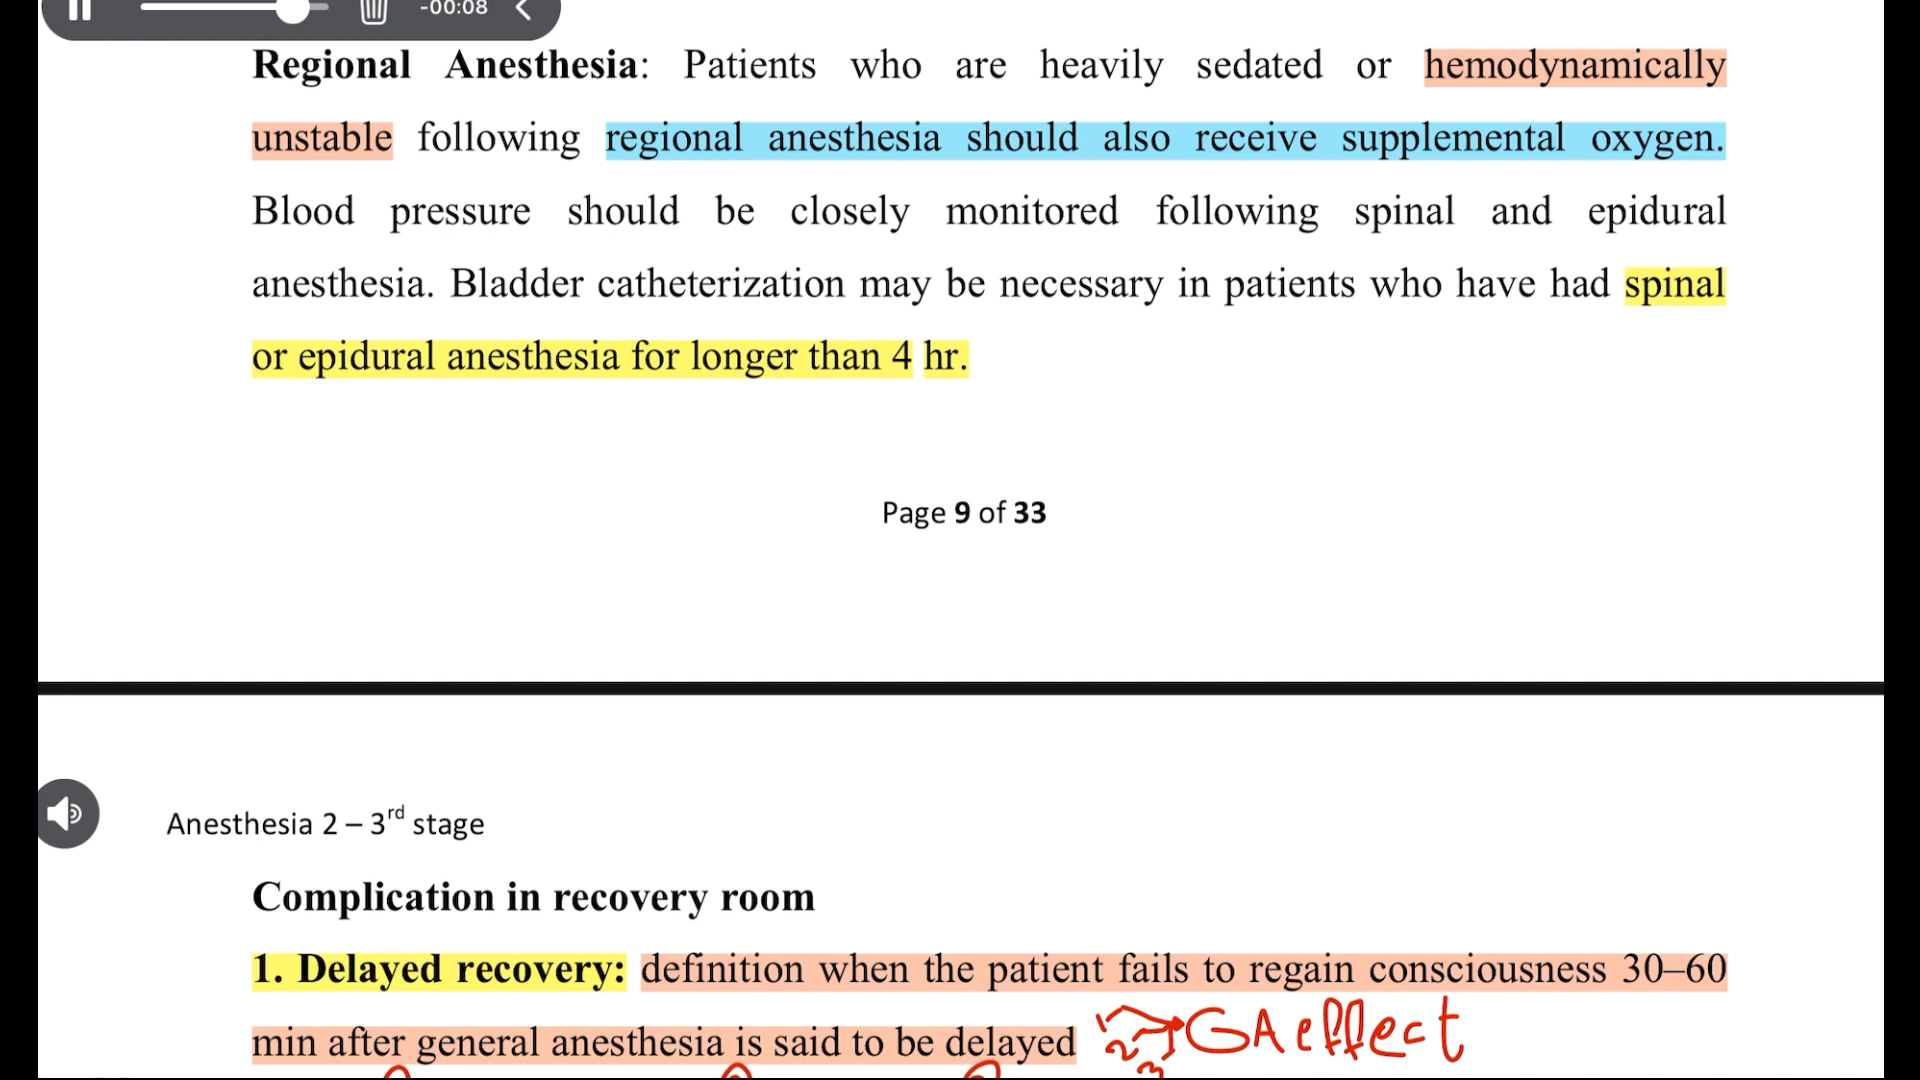 -00:08
Regional Anesthesia: Patients who are heavily sedated or hemodynamically
unstable following regional anesthesia should also receive supplemental oxygen.
Blood pressure should be closely monitored following spinal and epidural
anesthesia. Bladder catheterization may be necessary in patients who have had spinal
or epidural anesthesia for longer than 4 hr.
Page 9 of 33
Anesthesia 2 – 3rd stage
Complication in recovery room
1. Delayed recovery: definition when the patient fails to regain consciousness 30–60
min after general anesthesia is said to be delayed
1 GA effect
2
3